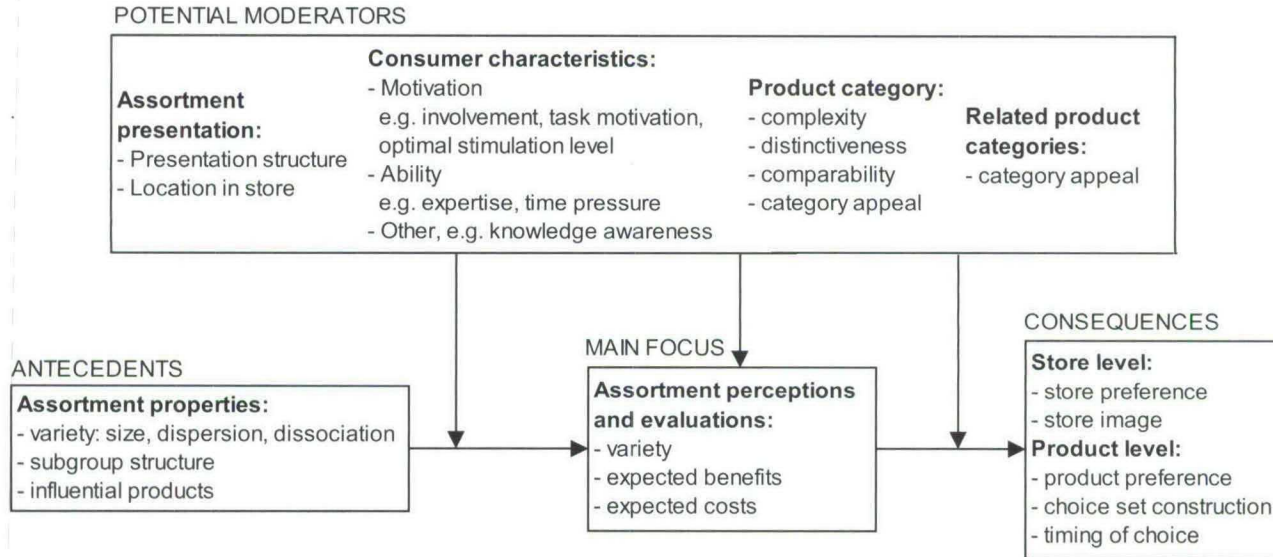 POTENTIAL MODERATORS
Assortment
presentation:
- Presentation structure
- Location in store
Consumer characteristics:
- Motivation
e.g. involvement, task motivation,
optimal stimulation level
- Ability
e.g. expertise, time pressure
- Other, e.g. knowledge awareness
Product category:
- complexity
- distinctiveness
- comparability
- category appeal
Related product
categories:
- category appeal
ANTECEDENTS
Assortment properties:
- variety: size, dispersion, dissociation
- subgroup structure
- influential products
MAIN FOCUS
Assortment perceptions
and evaluations:
- variety
- expected benefits
- expected costs
CONSEQUENCES
Store level:
- store preference
- store image
Product level:
- product preference
- choice set construction
- timing of choice